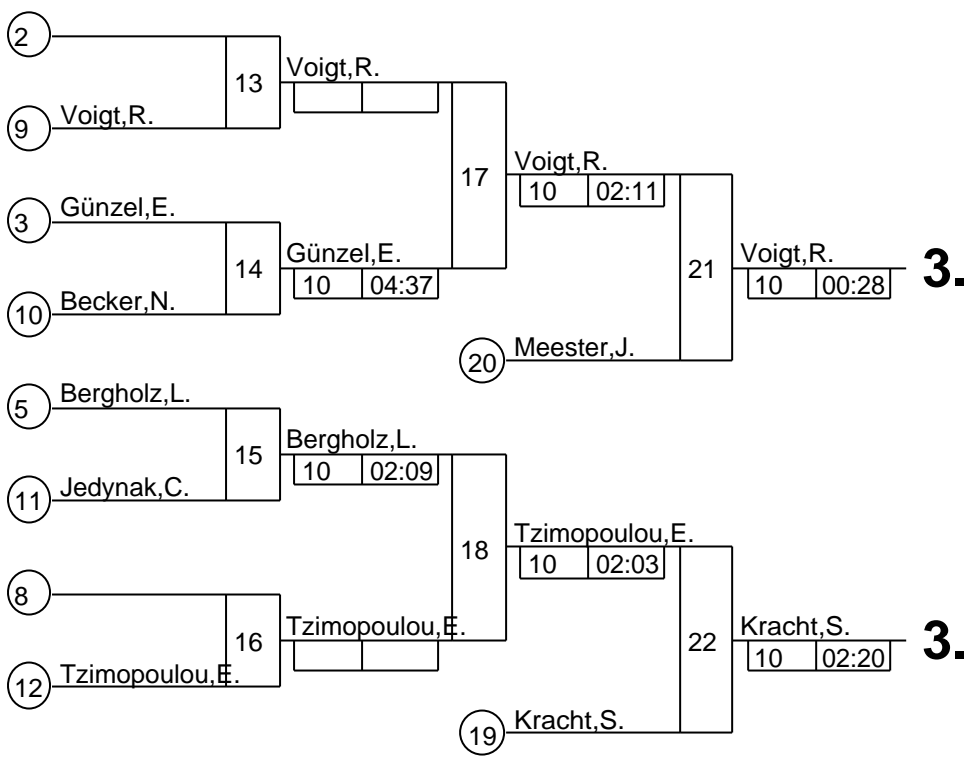 2
13
Voigt,R.
9
Voigt,R.
17
Voigt,R.
10 02:11
3
Günzel,E.
14
Günzel,E.
10 04:37
10
Becker,N.
21
Voigt,R.
10 00:28
3.
20
Meester,J.
5
Bergholz,L.
15
Bergholz,L.
10 02:09
11
Jedynak,C.
18
Tzimopoulou,E.
10 02:03
8
16
Tzimopoulou,E.
12
Tzimopoulou,E.
22
Kracht,S.
10 02:20
3.
19
Kracht,S.